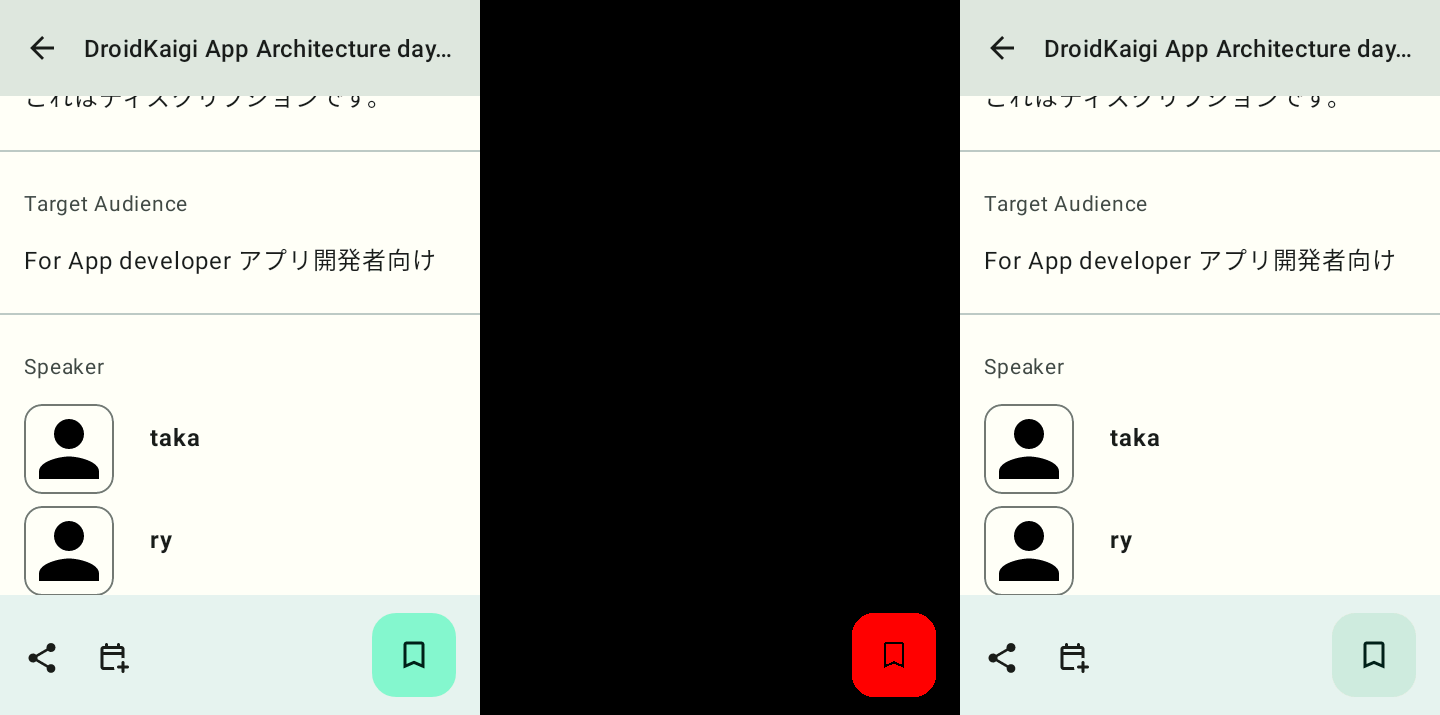 DroidKaigi App Architecture day…
これはディスクリプションです。
Target Audience
For App developer アプリ開発者向け
Speaker
taka
ry
DroidKaigi App Architecture day…
これはディスクリプションです。
Target Audience
For App developer アプリ開発者向け
Speaker
taka
ry